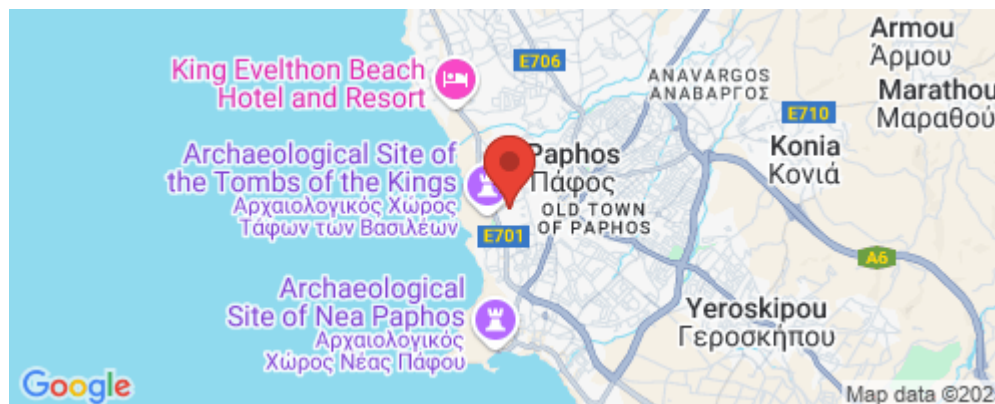 Armou
Άρμου
E706
King Evelthon Beach
Hotel and Resort
ANAVARGOS
ΑΝΑΒΑΡΓΟΣ
Marathou
Μαραθού
E710
Archaeological Site of
the Tombs of the Kings
Αρχαιολογικός Χώρος
Τάφων τών Βασιλέων
Paphos
Πάφος
Konia
Κονιά
OLD TOWN
OF PAPHOS
E701
A6
Archaeological
Site of Nea Paphos
Αρχαιολογικός
Χώρος Νέας Πάφου
Yeroskipou
Γεροσκήπου
Google
Map data ©202